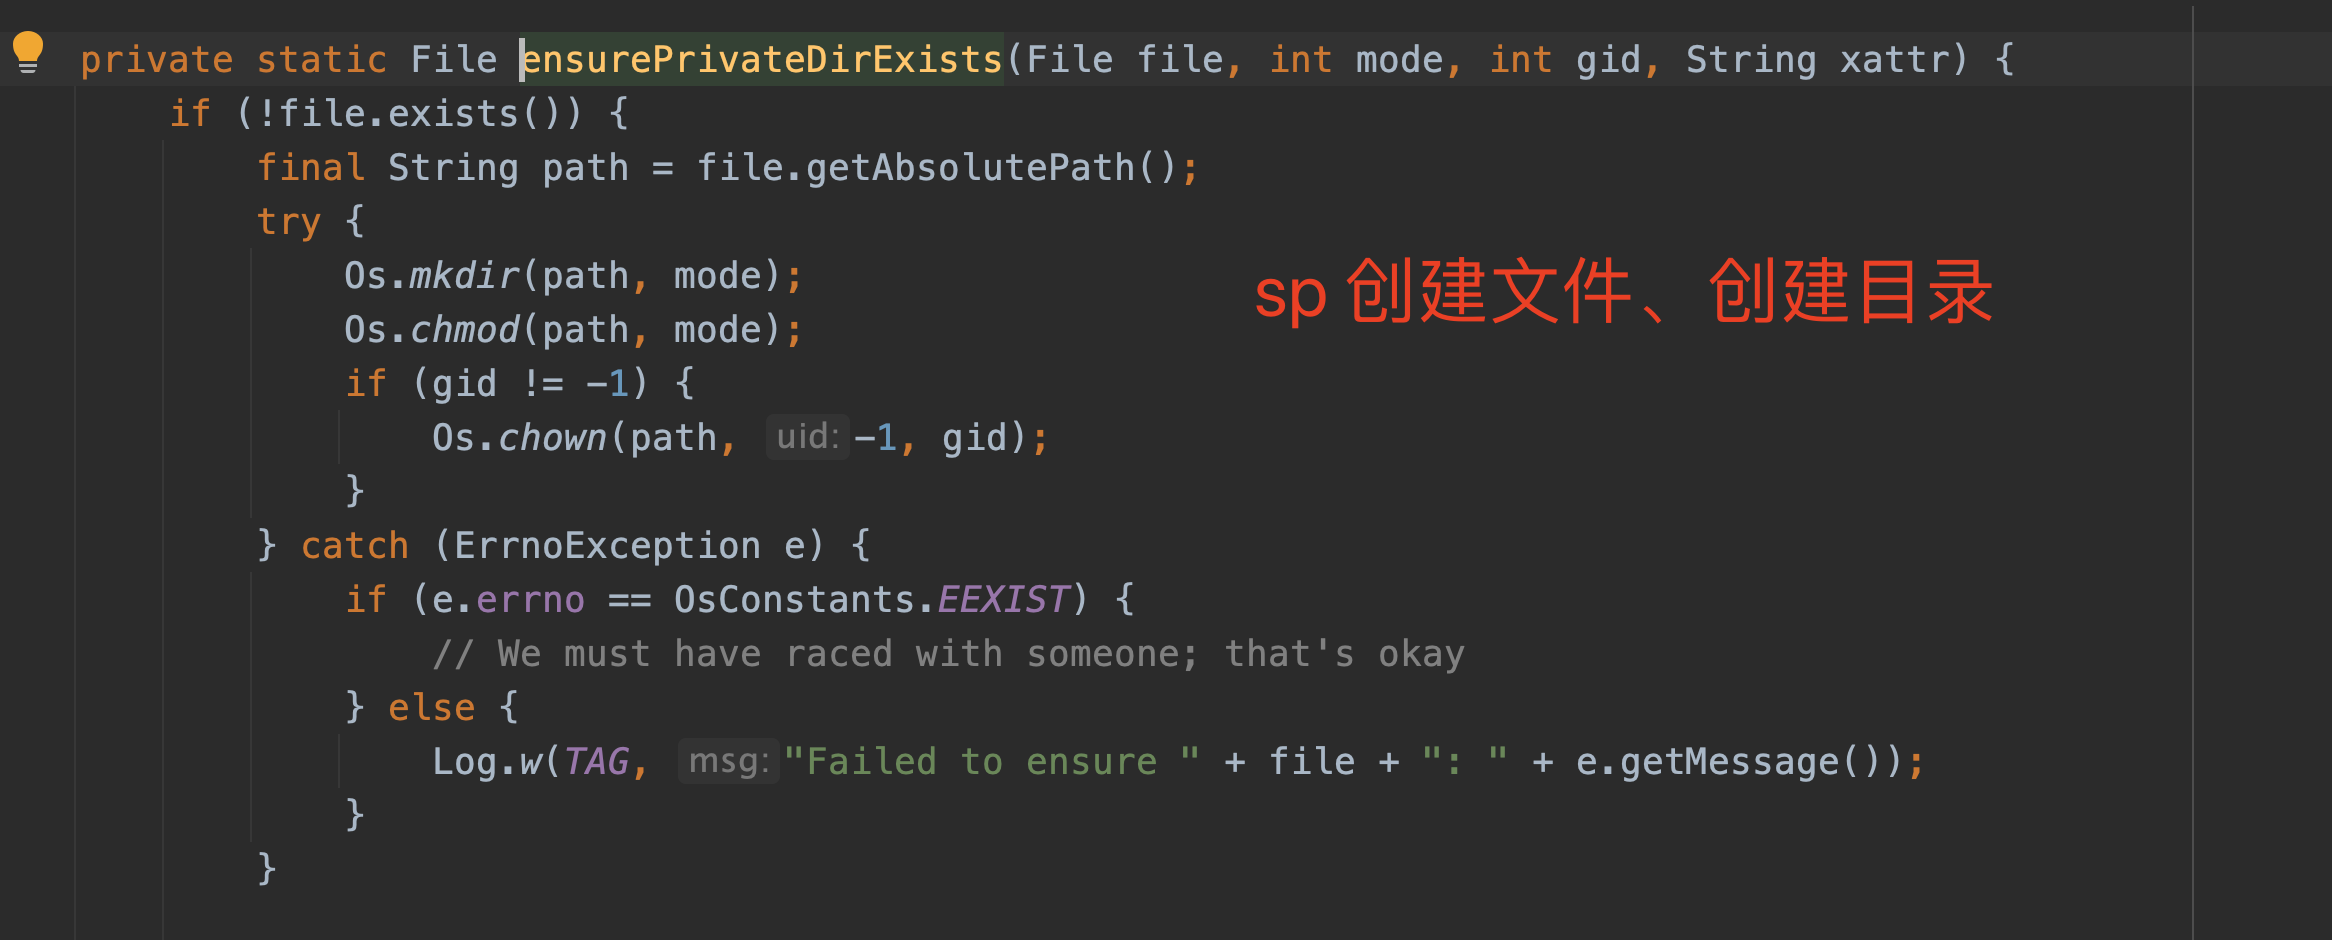 private static File ensurePrivateDirExists(File file, int mode, int gid, String xattr) {
if (!file.exists()) {
final String path = file.getAbsolutePath();
try {
Os.mkdir(path, mode);
sp 创建文件、创建目录
Os.chmod(path, mode);
if (gid != -1) {
Os.chown(path, uid: -1, gid);
}
} catch (ErrnoException e) {
if (e.errno == OsConstants.EEXIST) {
// We must have raced with someone; that's okay
} else {
Log.w(TAG, msg: "Failed to ensure " + file + ": " + e.getMessage());
}
}